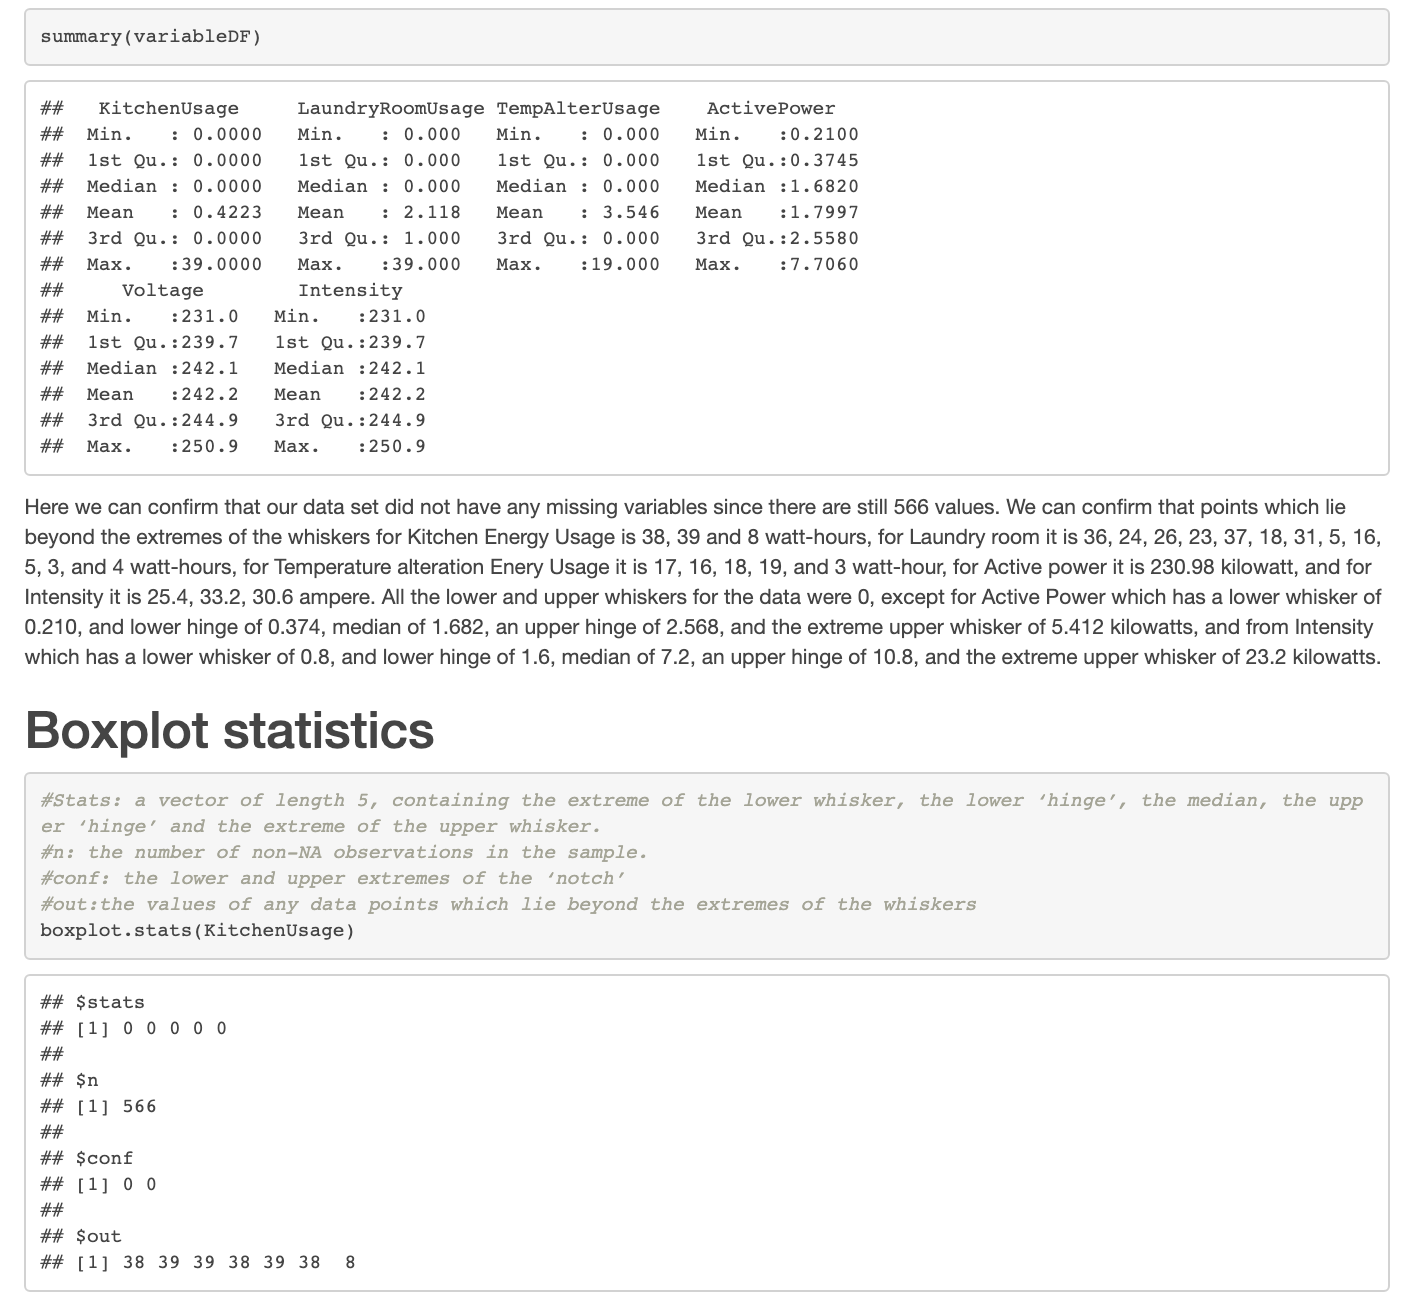 summary(variableDF)
##   KitchenUsage     LaundryRoomUsage TempAlterUsage    ActivePower
##  Min.   : 0.0000   Min.   : 0.000   Min.   : 0.000   Min.   :0.2100
##  1st Qu.: 0.0000   1st Qu.: 0.000   1st Qu.: 0.000   1st Qu.:0.3745
##  Median : 0.0000   Median : 0.000   Median : 0.000   Median :1.6820
##  Mean   : 0.4223   Mean   : 2.118   Mean   : 3.546   Mean   :1.7997
##  3rd Qu.: 0.0000   3rd Qu.: 1.000   3rd Qu.: 0.000   3rd Qu.:2.5580
##  Max.   :39.0000   Max.   :39.000   Max.   :19.000   Max.   :7.7060
##     Voltage        Intensity
##  Min.   :231.0   Min.   :231.0
##  1st Qu.:239.7   1st Qu.:239.7
##  Median :242.1   Median :242.1
##  Mean   :242.2   Mean   :242.2
##  3rd Qu.:244.9   3rd Qu.:244.9
##  Max.   :250.9   Max.   :250.9
Here we can confirm that our data set did not have any missing variables since there are still 566 values. We can confirm that points which lie
beyond the extremes of the whiskers for Kitchen Energy Usage is 38, 39 and 8 watt-hours, for Laundry room it is 36, 24, 26, 23, 37, 18, 31, 5, 16,
5, 3, and 4 watt-hours, for Temperature alteration Enery Usage it is 17, 16, 18, 19, and 3 watt-hour, for Active power it is 230.98 kilowatt, and for
Intensity it is 25.4, 33.2, 30.6 ampere. All the lower and upper whiskers for the data were 0, except for Active Power which has a lower whisker of
0.210, and lower hinge of 0.374, median of 1.682, an upper hinge of 2.568, and the extreme upper whisker of 5.412 kilowatts, and from Intensity
which has a lower whisker of 0.8, and lower hinge of 1.6, median of 7.2, an upper hinge of 10.8, and the extreme upper whisker of 23.2 kilowatts.
Boxplot statistics
#Stats: a vector of length 5, containing the extreme of the lower whisker, the lower ‘hinge’, the median, the upp
er ‘hinge’ and the extreme of the upper whisker.
#n: the number of non-NA observations in the sample.
#conf: the lower and upper extremes of the ‘notch’
#out:the values of any data points which lie beyond the extremes of the whiskers
boxplot.stats(KitchenUsage)
## $stats
## [1] 0 0 0 0 0
##
## $n
## [1] 566
##
## $conf
## [1] 0 0
##
## $out
## [1] 38 39 39 38 39 38  8